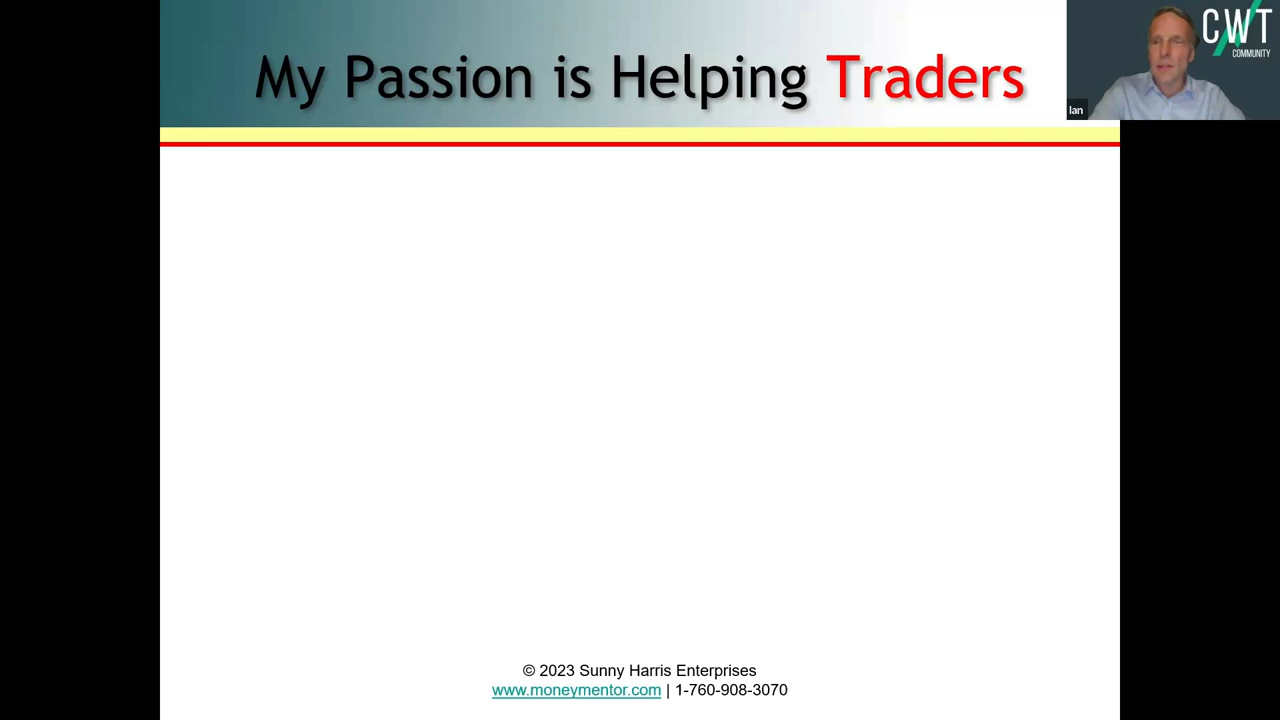 My Passion is Helping Traders
CWT
COMMUNITY
Ian
© 2023 Sunny Harris Enterprises
www.moneymentor.com | 1-760-908-3070